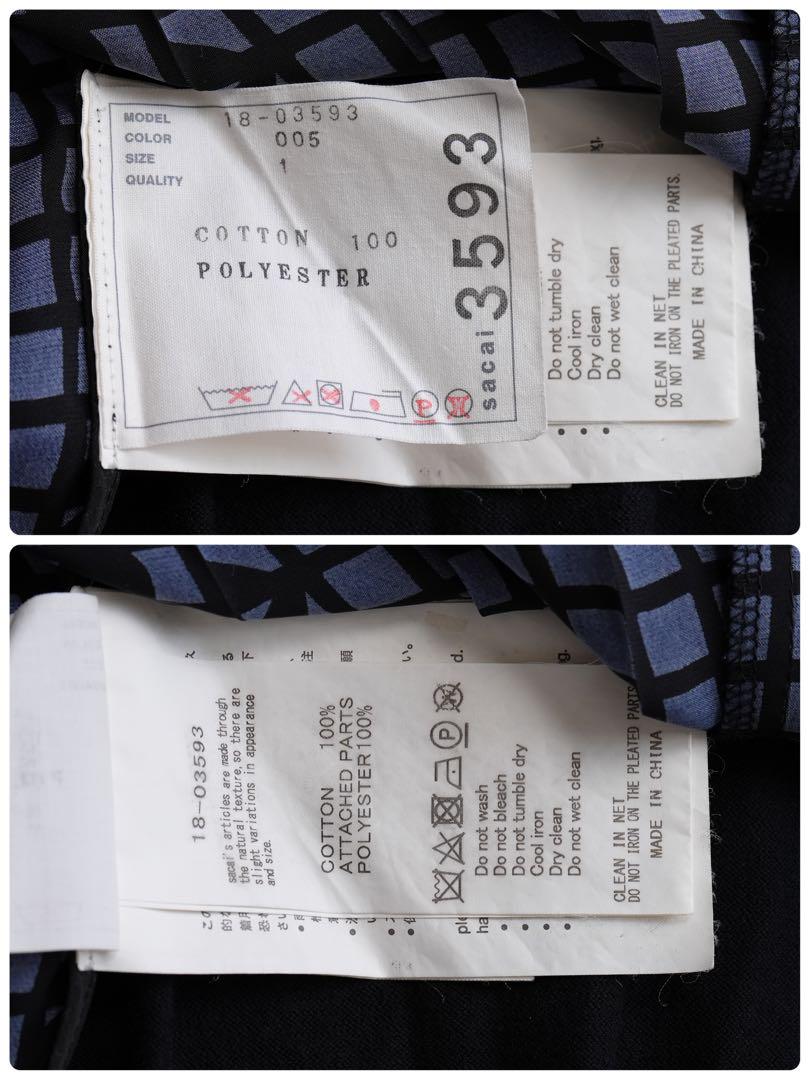 MODEL 18-03593
COLOR 005
SIZE 1
QUALITY
COTTON 100
POLYESTER
sacai 3593
P
Do not tumble dry
Cool iron
Dry clean
Do not wet clean
CLEAN IN NET
DO NOT IRON ON THE PLEATED PARTS.
MADE IN CHINA
18-03593
sacai's articles are made through
the natural texture, so there are
slight variations in appearance
and size.
COTTON 100%
ATTACHED PARTS
POLYESTER 100%
P
Do not wash
Do not bleach
Do not tumble dry
Cool iron
Dry clean
Do not wet clean
CLEAN IN NET
DO NOT IRON ON THE PLEATED PARTS
MADE IN CHINA